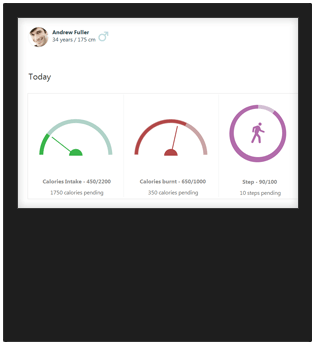 Andrew Fuller
34 years / 175 cm
Today
Calories Intake - 450/2200
1750 calories pending
Calories burnt - 650/1000
350 calories pending
Step - 90/100
10 steps pending